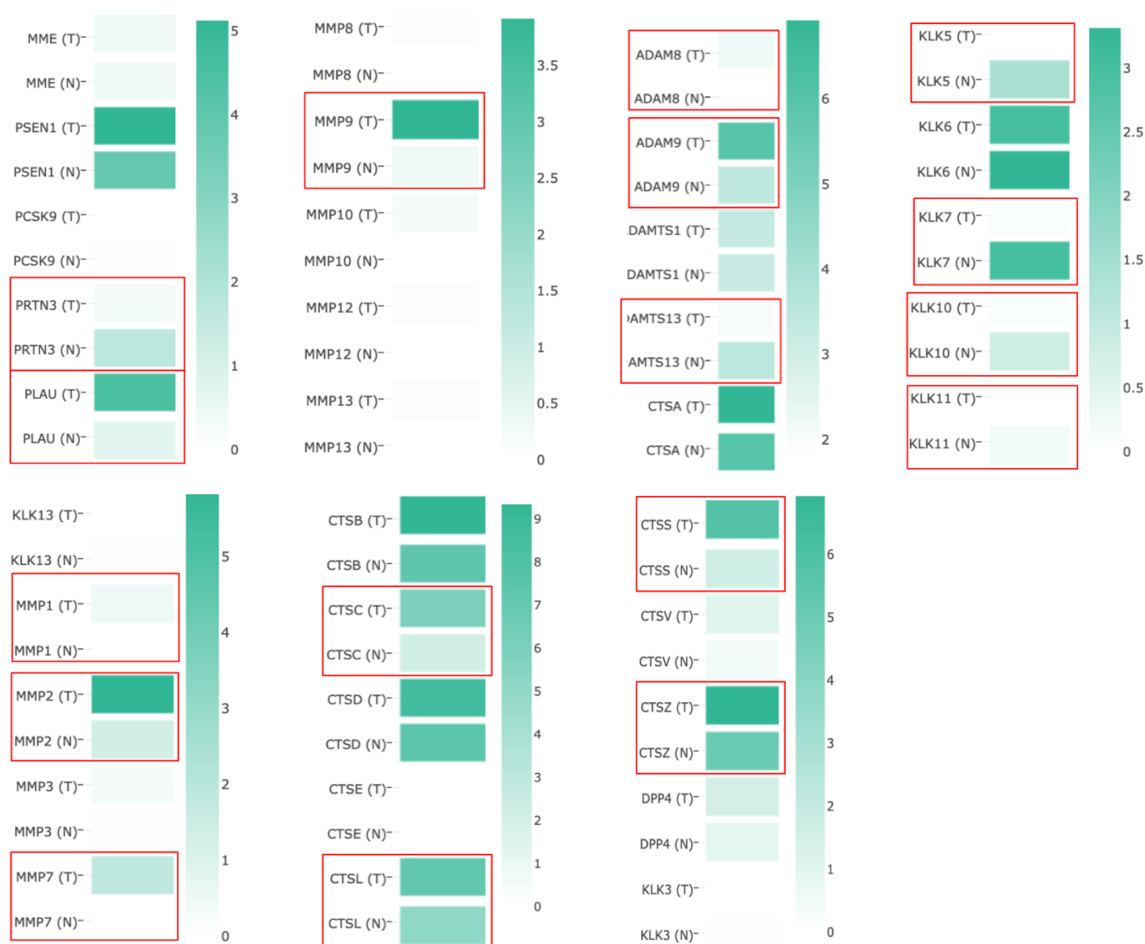 MME (T)
MME (N)
PSEN1 (T)
PSEN1 (N)
PCSK9 (T)
PCSK9 (N)
PRTN3 (T)
PRTN3 (N)
PLAU (T)
PLAU (N)
5
4
3
2
1
0
MMP8 (T)
MMP8 (N)
MMP9 (T)
MMP9 (N)
MMP10 (T)
MMP10 (N)
MMP12 (T)
MMP12 (N)
MMP13 (T)
MMP13 (N)
3.5
3
2.5
2
1.5
1
0.5
0
ADAM8 (T)
ADAM8 (N)
ADAM9 (T)
ADAM9 (N)
DAMTS1 (T)
DAMTS1 (N)
AMTS13 (T)
AMTS13 (N)
CTSA (T)
CTSA (N)
6
5
4
3
2
KLK5 (T)
KLK5 (N)
KLK6 (T)
KLK6 (N)
KLK7 (T)
KLK7 (N)
KLK10 (T)
KLK10 (N)
KLK11 (T)
KLK11 (N)
3
2.5
2
1.5
1
0.5
0
KLK13 (T)
KLK13 (N)
MMP1 (T)
MMP1 (N)
MMP2 (T)
MMP2 (N)
MMP3 (T)
MMP3 (N)
MMP7 (T)
MMP7 (N)
5
4
3
2
1
0
CTSB (T)
CTSB (N)
CTSC (T)
CTSC (N)
CTSD (T)
CTSD (N)
CTSE (T)
CTSE (N)
CTSL (T)
CTSL (N)
9
8
7
6
5
4
3
2
1
0
CTSS (T)
CTSS (N)
CTSV (T)
CTSV (N)
CTSZ (T)
CTSZ (N)
DPP4 (T)
DPP4 (N)
KLK3 (T)
KLK3 (N)
6
5
4
3
2
1
0